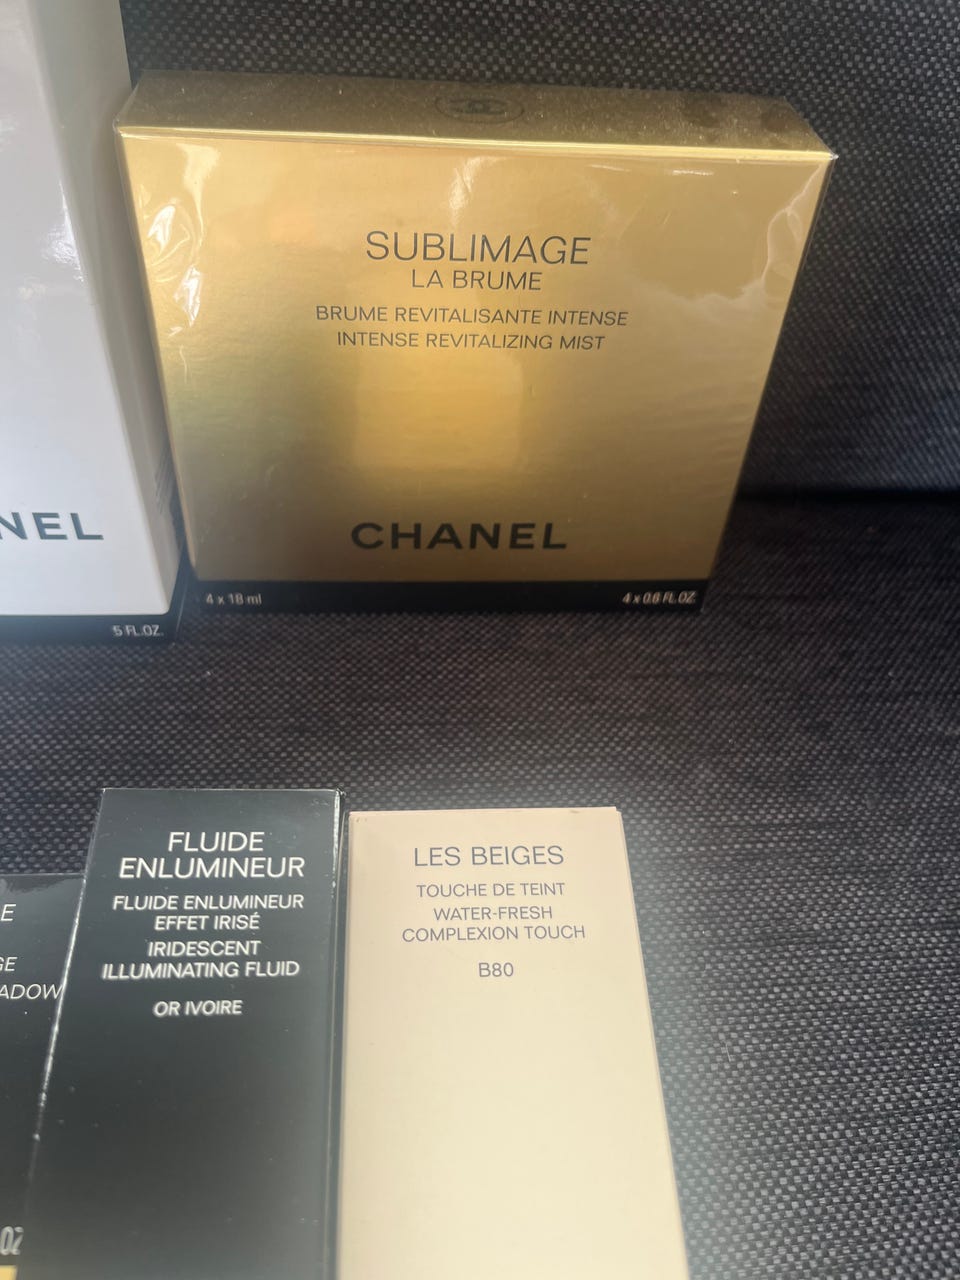 SUBLIMAGE
LA BRUME
BRUME REVITALISANTE INTENSE
INTENSE REVITALIZING MIST
CHANEL
4 x 18 ml
4 x 0.6 FL.OZ.
NEL
5 FL.OZ.
FLUIDE
ENLUMINEUR
FLUIDE ENLUMINEUR
EFFET IRISÉ
IRIDESCENT
ILLUMINATING FLUID
OR IVOIRE
LES BEIGES
TOUCHE DE TEINT
WATER-FRESH
COMPLEXION TOUCH
B80
E
GE
ADOW
OZ